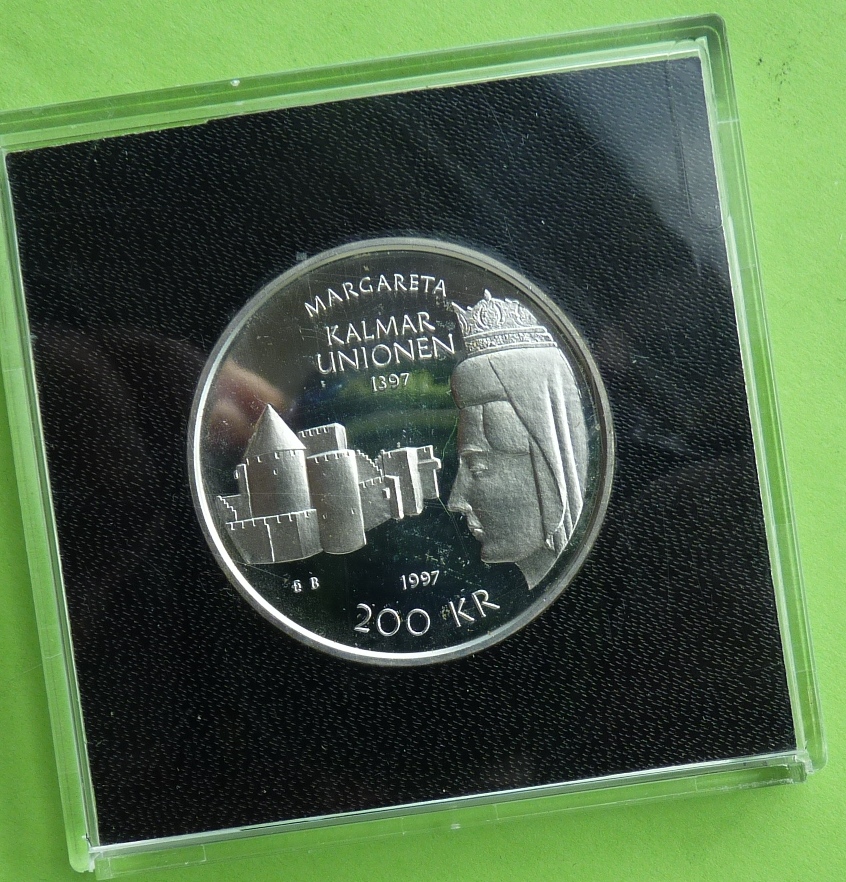 MARGARETA
KALMAR
UNIONEN
1397
B
1997
200 KR